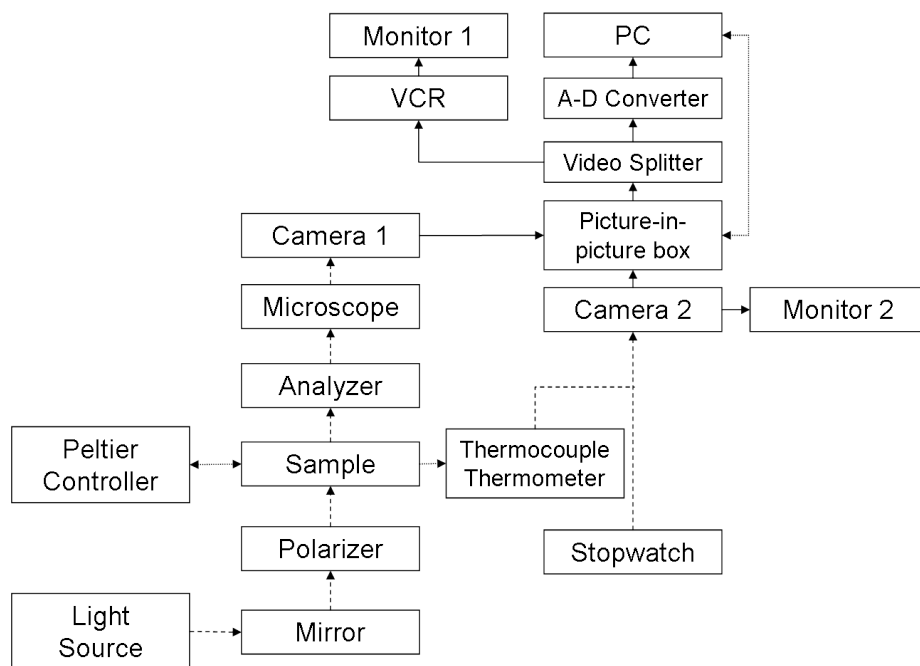 Monitor 1
PC
VCR
A-D Converter
Video Splitter
Camera 1
Picture-in-
picture box
Microscope
Camera 2
Monitor 2
Analyzer
Peltier
Controller
Sample
Thermocouple
Thermometer
Polarizer
Stopwatch
Light
Source
Mirror